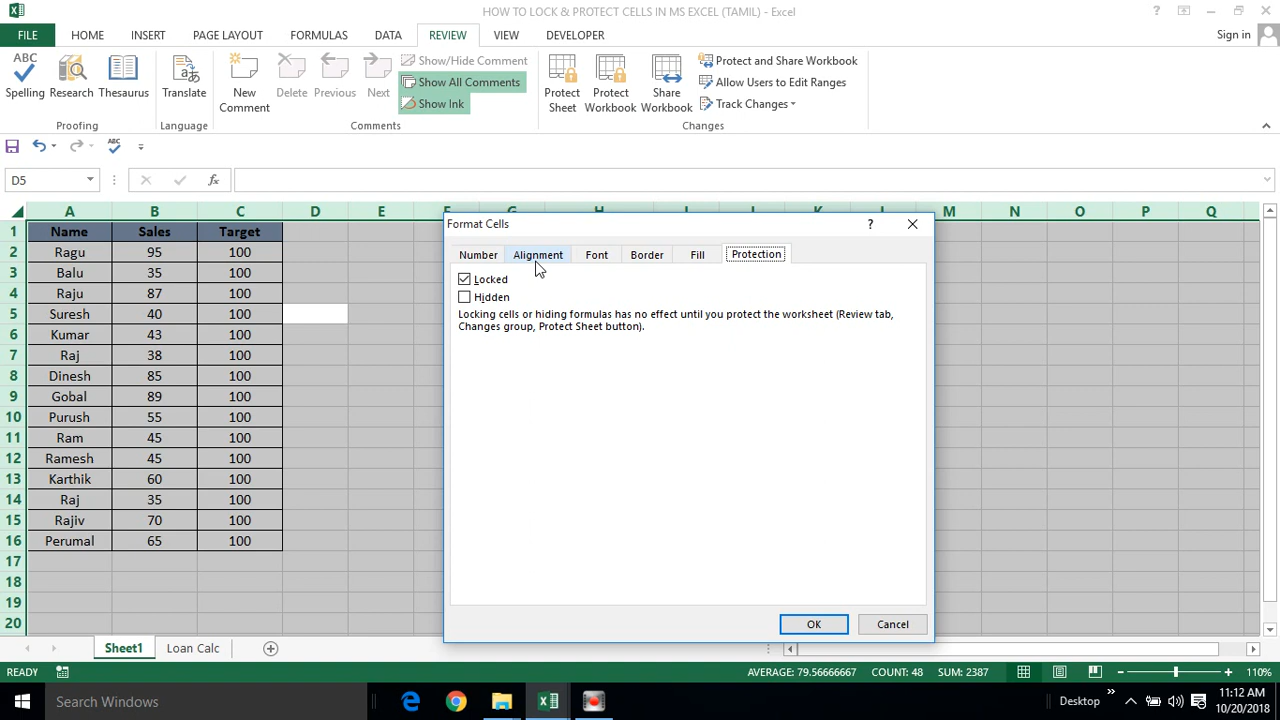 HOW TO LOCK & PROTECT CELLS IN MS EXCEL (TAMIL) - Excel
?
FILE HOME INSERT PAGE LAYOUT FORMULAS DATA REVIEW VIEW DEVELOPER Sign in
ABC
Spelling Research Thesaurus
Proofing
Translate
Language
New
Comment
Delete Previous Next
Show/Hide Comment
Show All Comments
Show Ink
Comments
Protect
Sheet
Protect
Workbook
Share
Workbook
Protect and Share Workbook
Allow Users to Edit Ranges
Track Changes
Changes
ABC
D5 fx
A B C D E F G H I J K L M N O P Q
1 Name Sales Target
2 Ragu 95 100
3 Balu 35 100
4 Raju 87 100
5 Suresh 40 100
6 Kumar 43 100
7 Raj 38 100
8 Dinesh 85 100
9 Gobal 89 100
10 Purush 55 100
11 Ram 45 100
12 Ramesh 45 100
13 Karthik 60 100
14 Raj 35 100
15 Rajiv 70 100
16 Perumal 65 100
17
18
19
20
Format Cells ?
Number Alignment Font Border Fill Protection
Locked
Hidden
Locking cells or hiding formulas has no effect until you protect the worksheet (Review tab,
Changes group, Protect Sheet button).
OK Cancel
Sheet1 Loan Calc
READY AVERAGE: 79.56666667 COUNT: 48 SUM: 2387 110%
Search Windows
Desktop
11:12 AM
10/20/2018